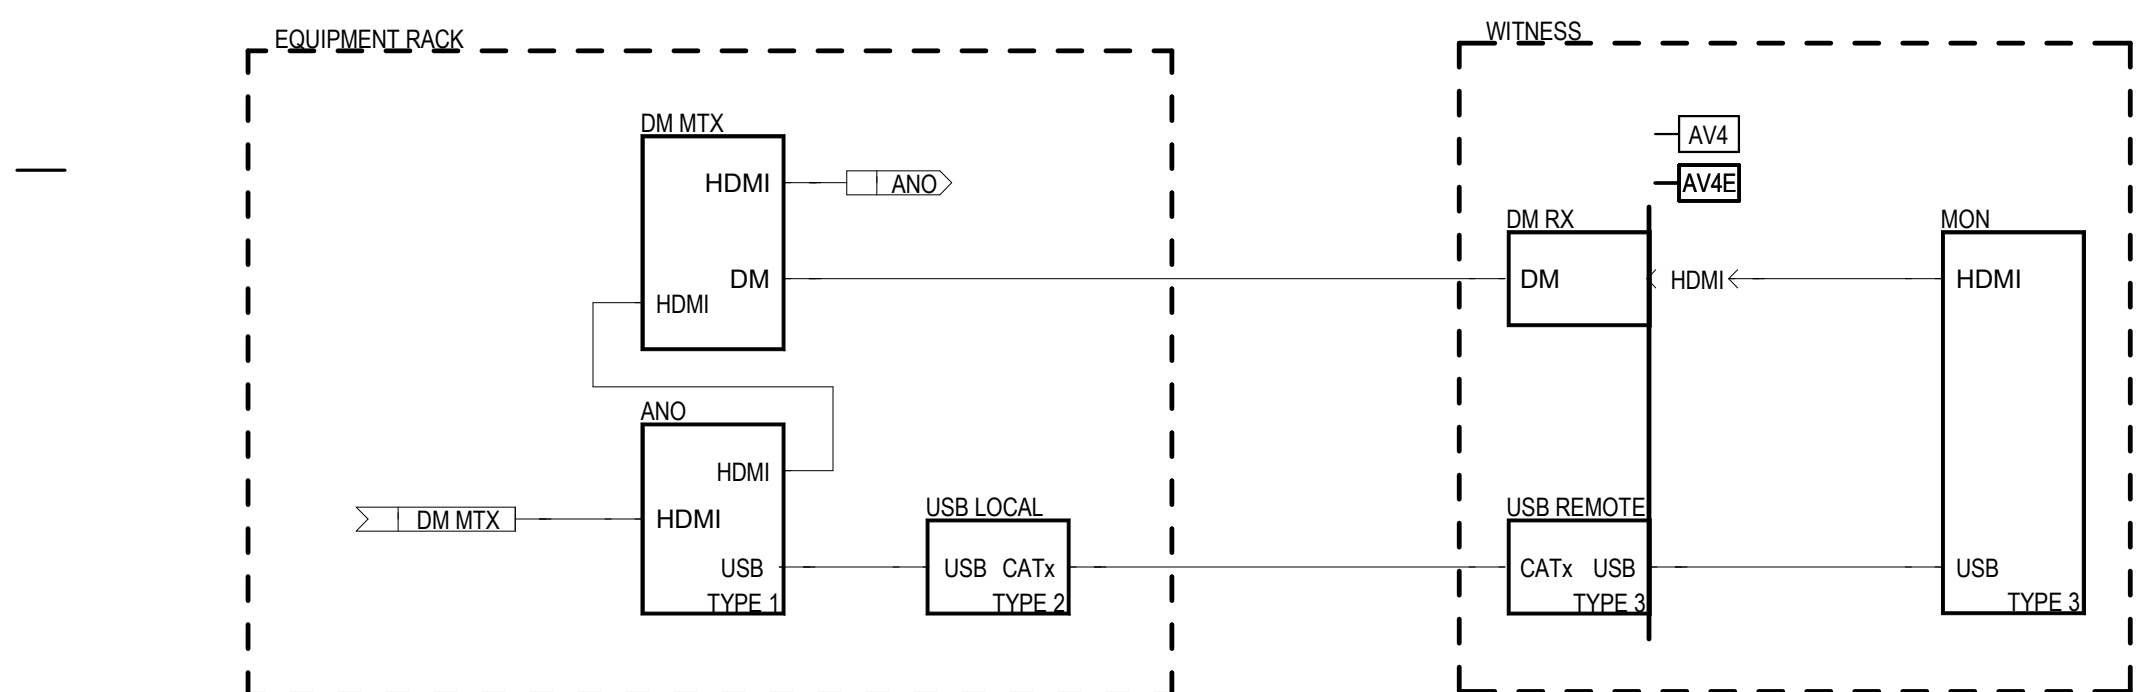 EQUIPMENT RACK
WITNESS
DM MTX
AV4
HDMI
ANO
AV4E
DM RX
MON
DM
DM
HDMI
HDMI
HDMI
ANO
HDMI
USB LOCAL
USB REMOTE
DM MTX
HDMI
USB
USB CATx
CATx USB
USB
TYPE 1
TYPE 2
TYPE 3
TYPE 3